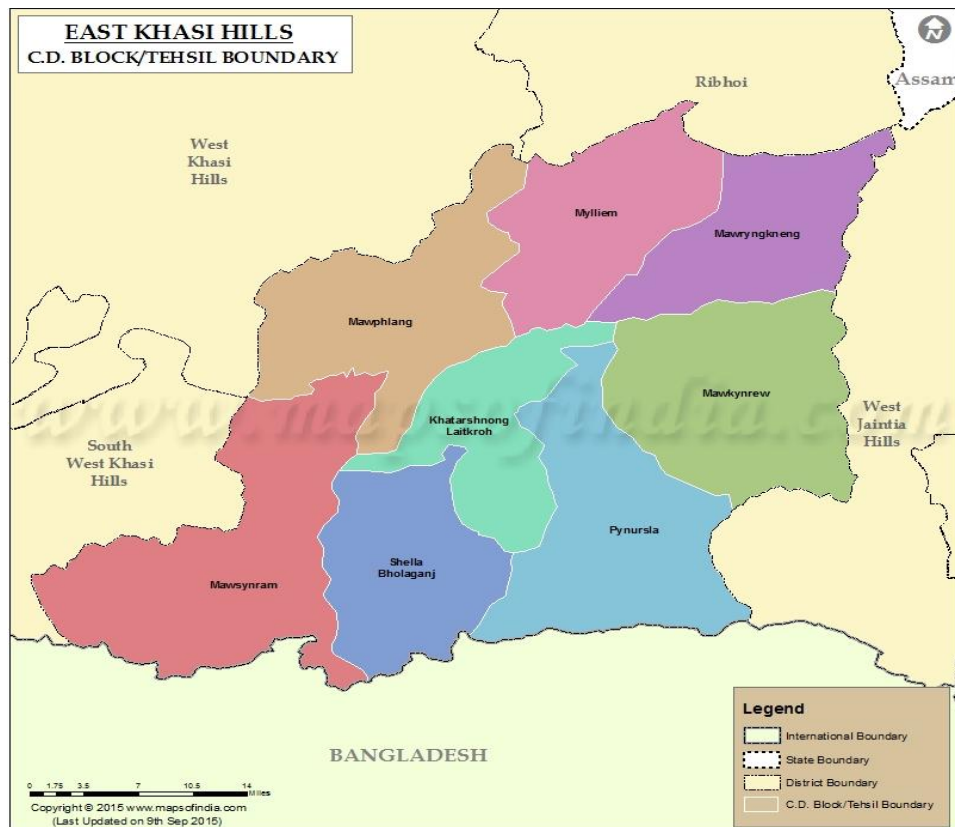 EAST KHASI HILLS
C.D. BLOCK/TEHSIL BOUNDARY
N
Ribhoi
Assam
West
Khasi
Hills
Mylliem
Mawryngkneng
Mawphlang
Mawkynrew
www.mapsofindia.com
Khatarshnong
Laitkroh
West
Jaintia
Hills
South
West Khasi
Hills
Pynursla
Shella
Bholaganj
Mawsynram
BANGLADESH
Legend
International Boundary
State Boundary
District Boundary
C.D. Block/Tehsil Boundary
0 1.75 3.5 7 10.5 14
Miles
Copyright © 2015 www.mapsofindia.com
(Last Updated on 9th Sep 2015)